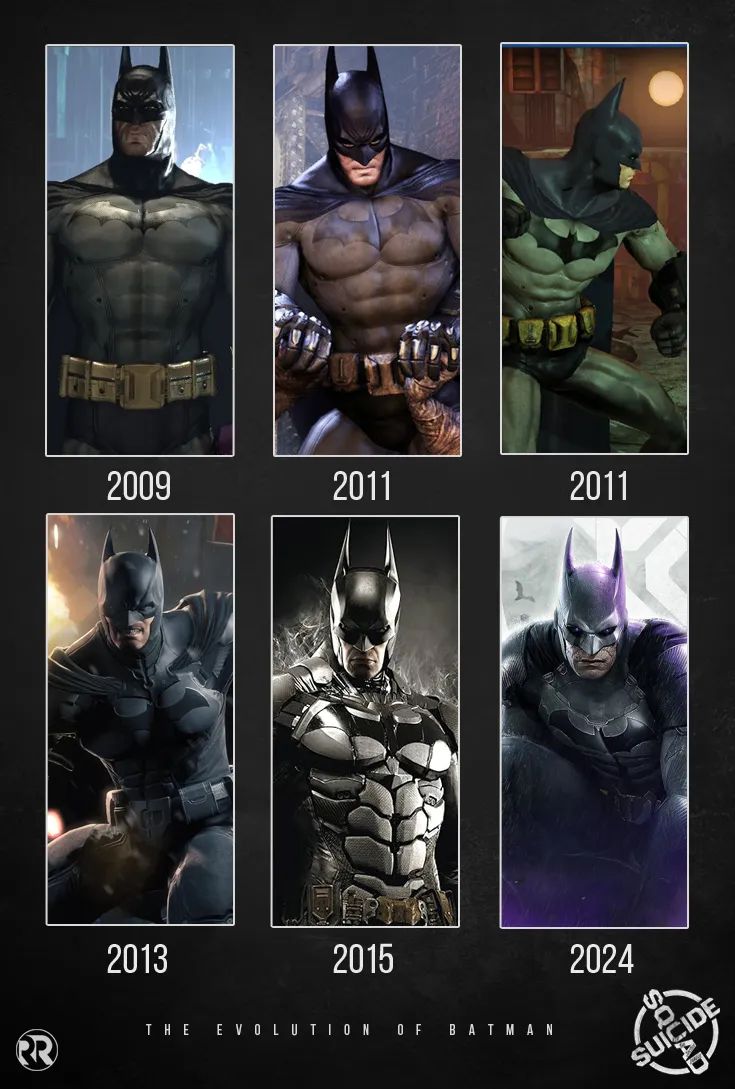 2009
2011
2011
2013
2015
2024
THE EVOLUTION OF BATMAN
RR
SUICIDE
SQUAD